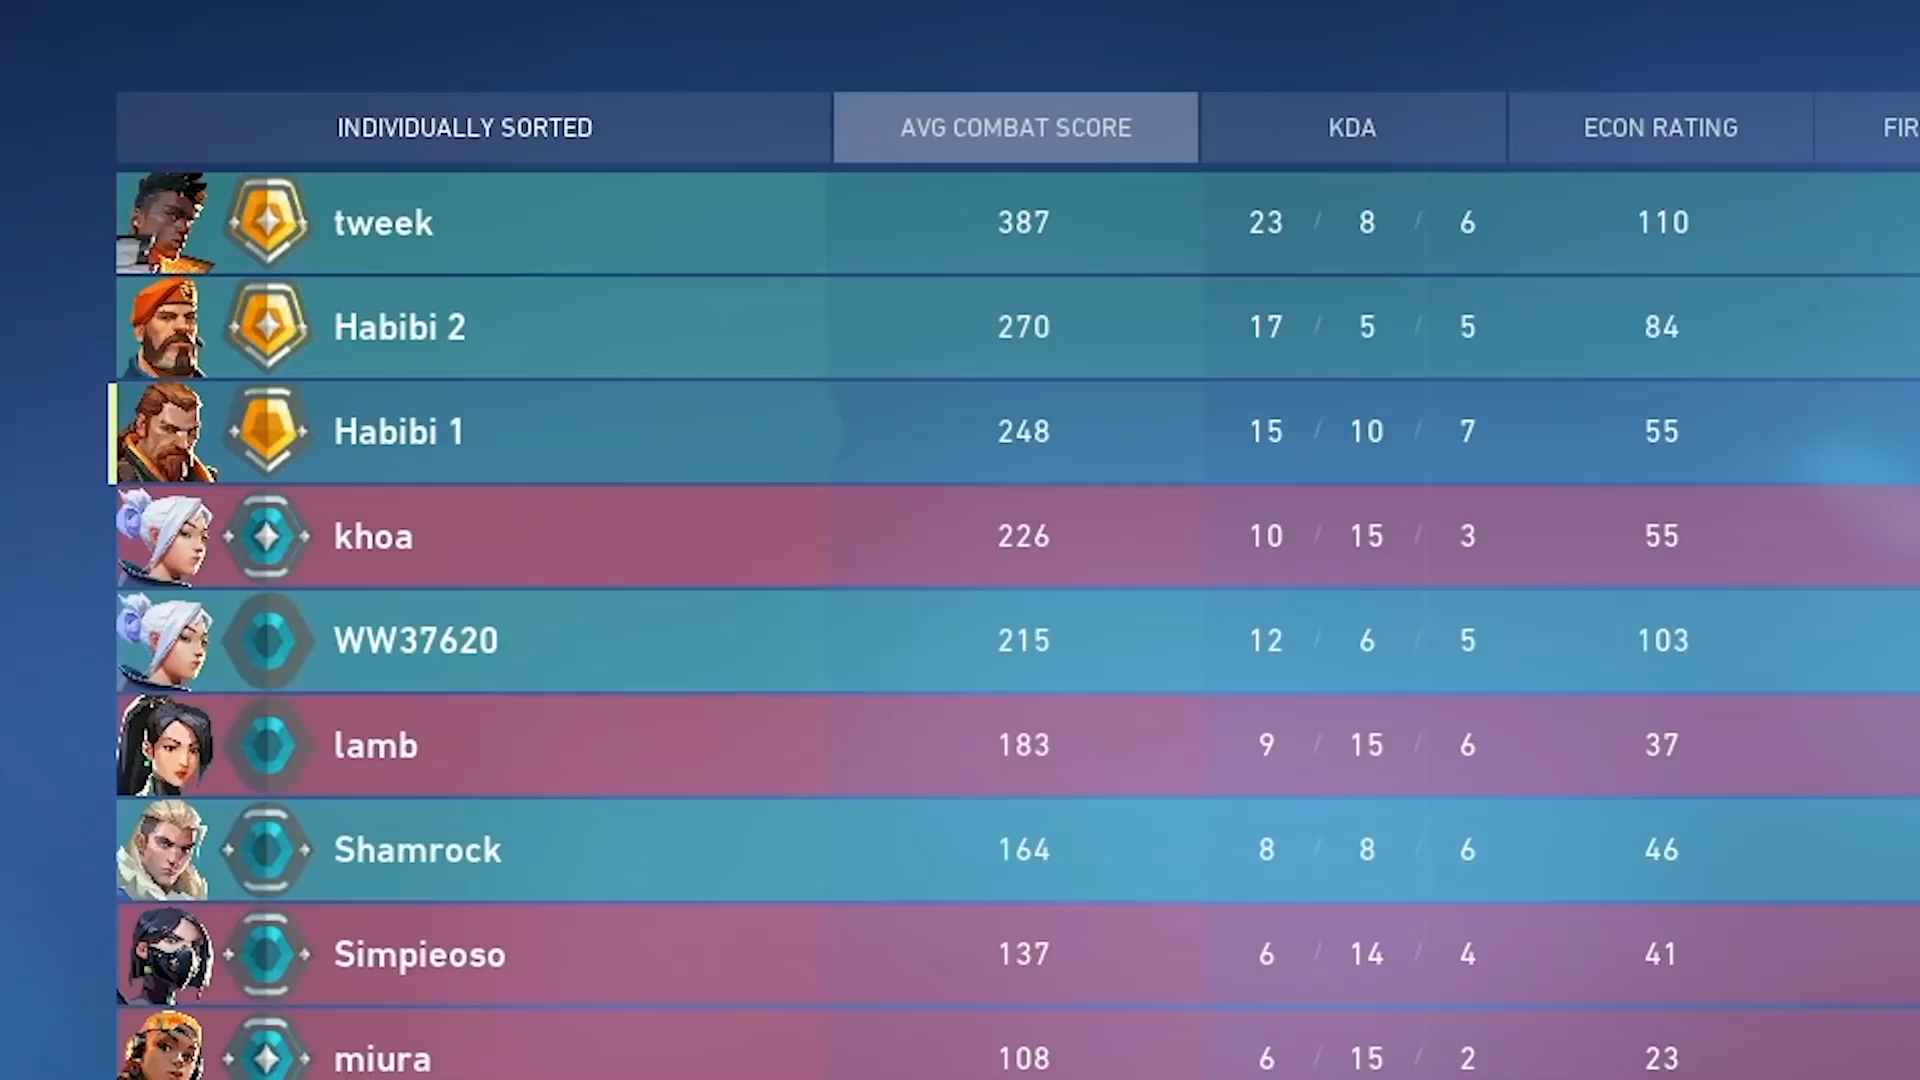 INDIVIDUALLY SORTED AVG COMBAT SCORE KDA ECON RATING FIR
tweek 387 23 / 8 / 6 110
Habibi 2 270 17 / 5 / 5 84
Habibi 1 248 15 / 10 / 7 55
khoa 226 10 / 15 / 3 55
WW37620 215 12 / 6 / 5 103
lamb 183 9 / 15 / 6 37
Shamrock 164 8 / 8 / 6 46
Simpieoso 137 6 / 14 / 4 41
miura 108 6 / 15 / 2 23